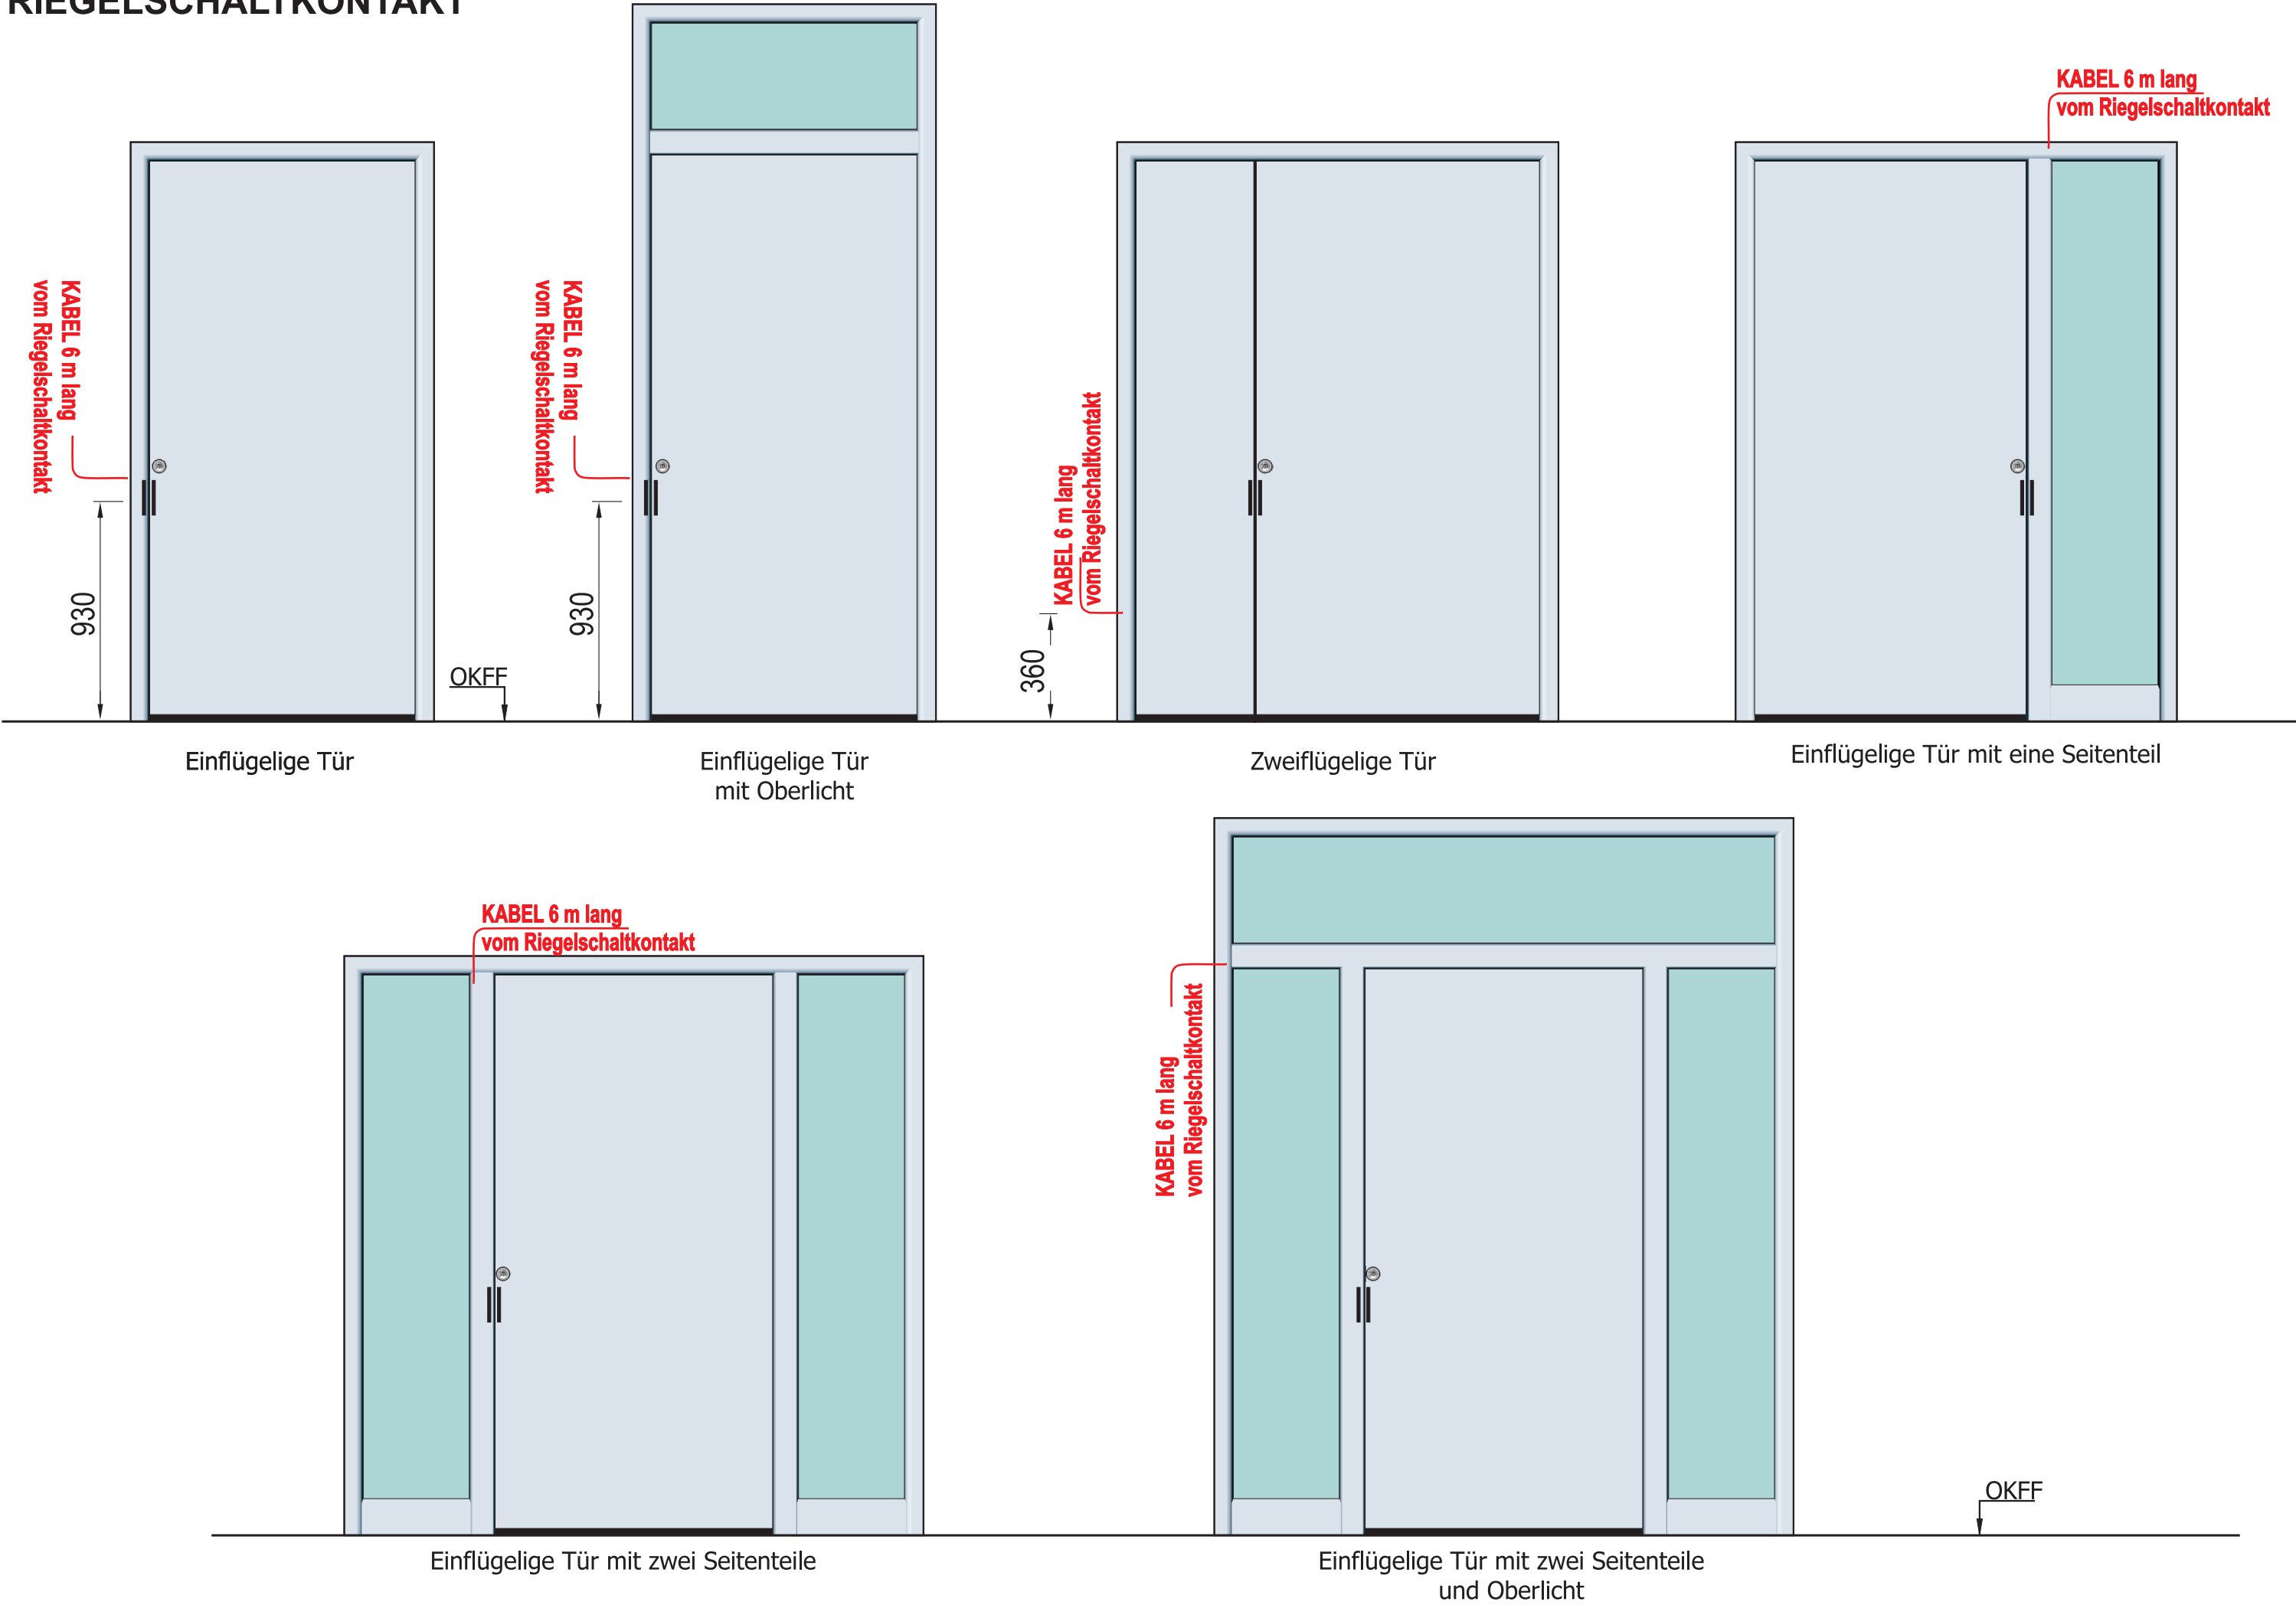 RIEGELSCHALTKONTAKT
KABEL 6 m lang
vom Riegelschaltkontakt
930
OKFF
Einflügelige Tür
KABEL 6 m lang
vom Riegelschaltkontakt
930
Einflügelige Tür
mit Oberlicht
KABEL 6 m lang
vom Riegelschaltkontakt
360
Zweiflügelige Tür
KABEL 6 m lang
vom Riegelschaltkontakt
Einflügelige Tür mit eine Seitenteil
KABEL 6 m lang
vom Riegelschaltkontakt
Einflügelige Tür mit zwei Seitenteile
KABEL 6 m lang
vom Riegelschaltkontakt
OKFF
Einflügelige Tür mit zwei Seitenteile
und Oberlicht